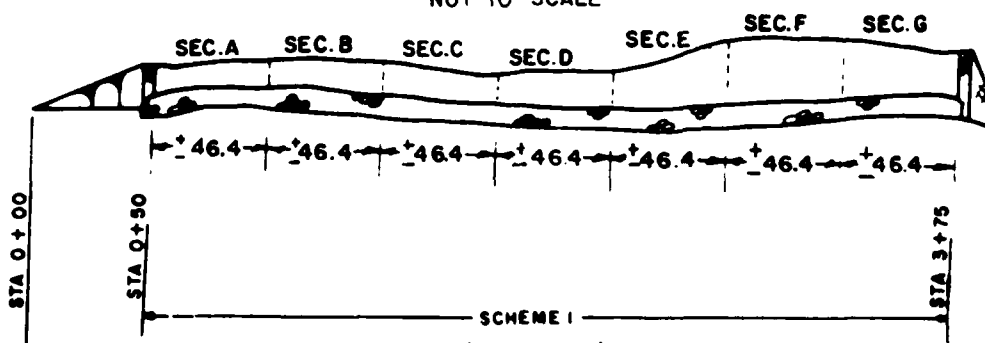 NOT TO SCALE
SEC.A SEC.B SEC.C SEC.D SEC.E SEC.F SEC.G
±46.4 ±46.4 ±46.4 ±46.4 ±46.4 ±46.4 ±46.4
STA 0+00
STA 0+50
STA 3+75
SCHEME I